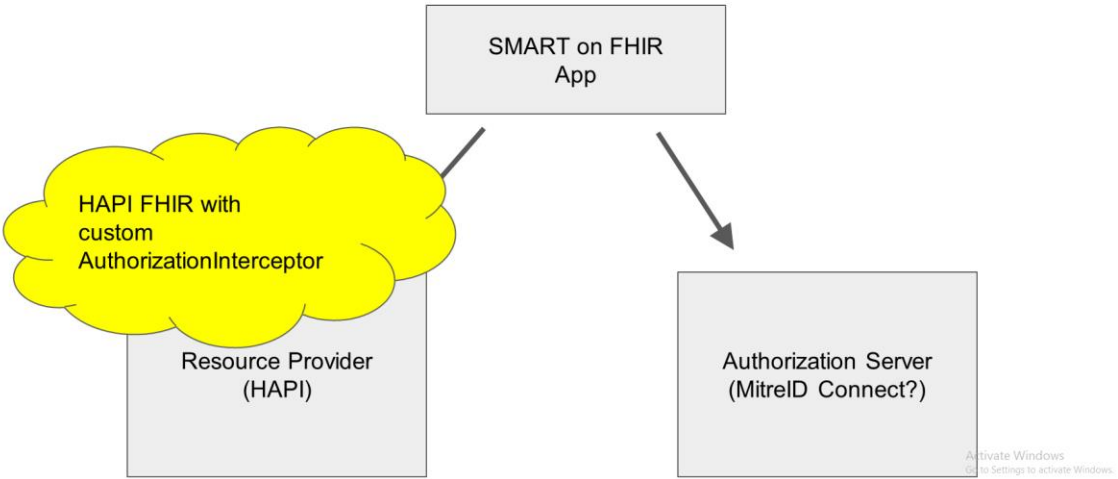 SMART on FHIR
App
HAPI FHIR with
custom
AuthorizationInterceptor
Resource Provider
(HAPI)
Authorization Server
(MitreID Connect?)
Activate Windows
Go to Settings to activate Windows.